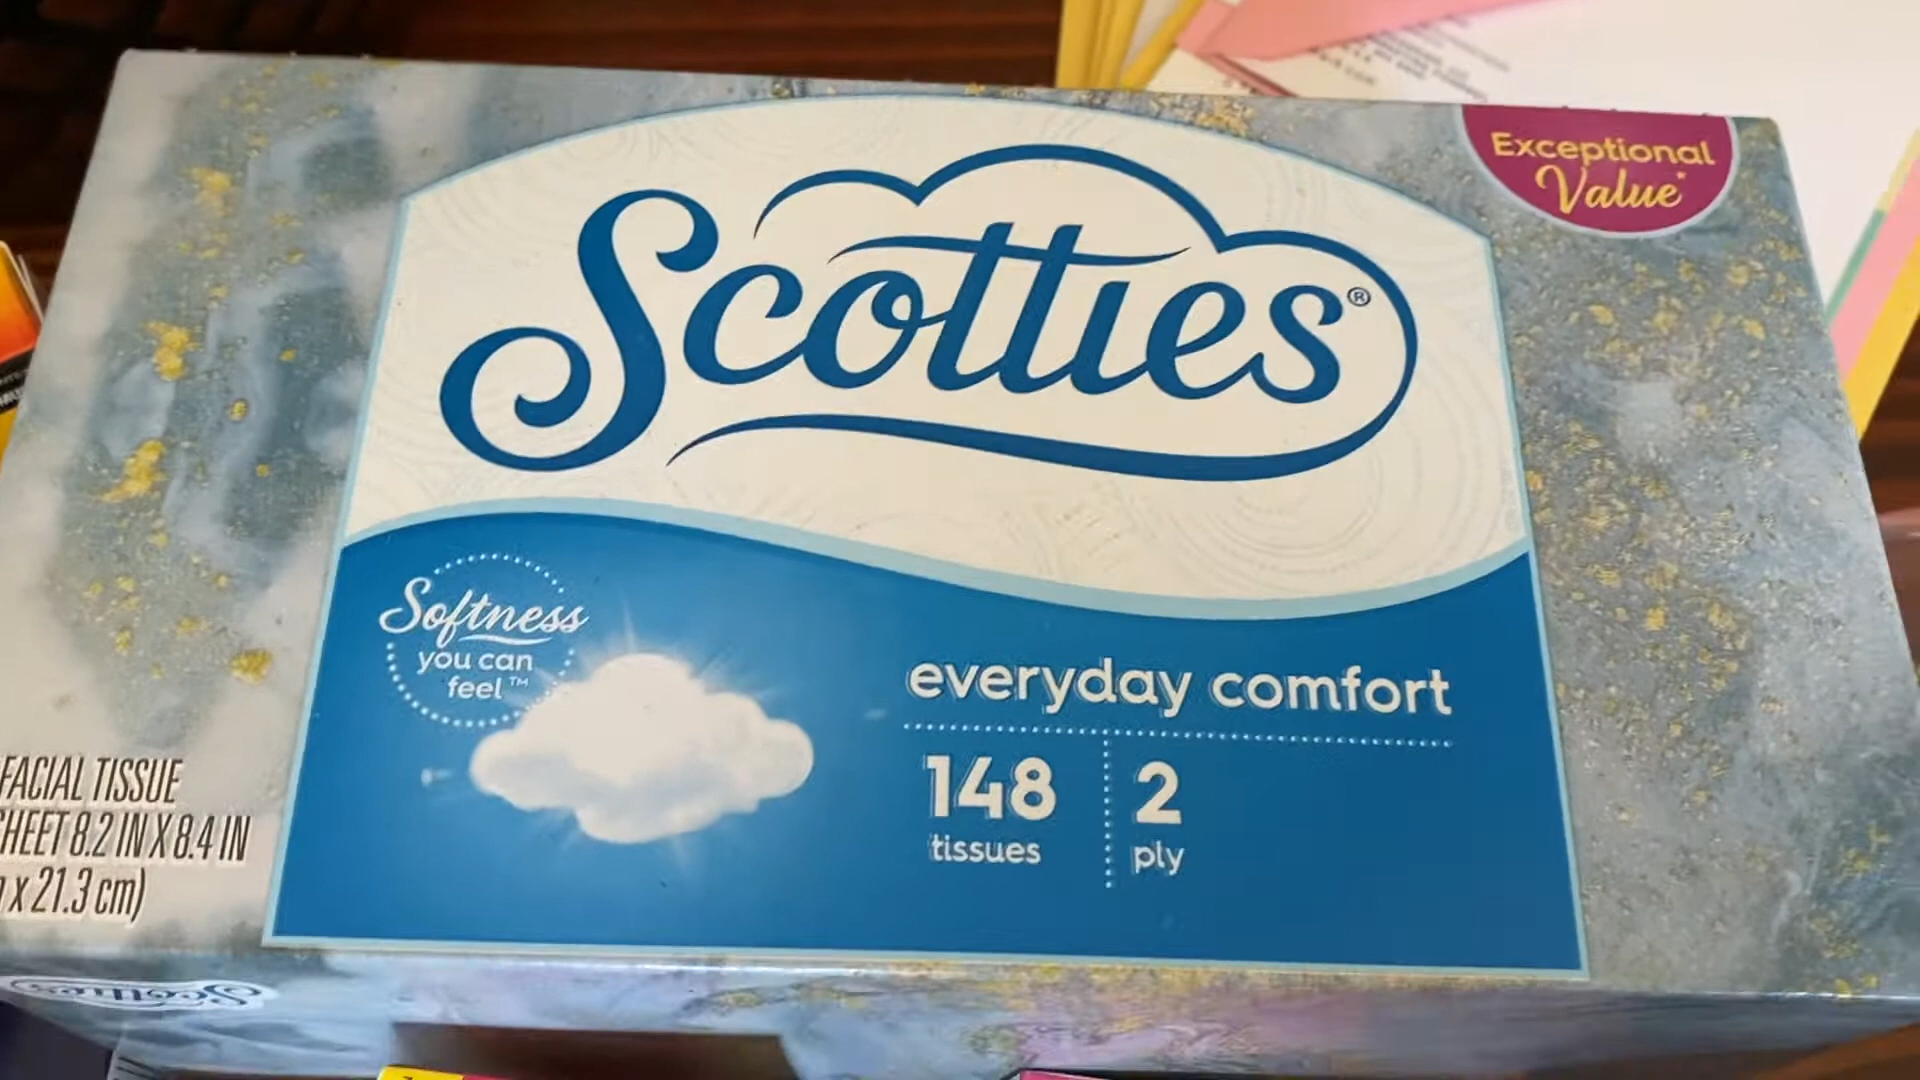 Exceptional
Value*
Scotties®
Softness
you can
feel™
everyday comfort
148
tissues
2
ply
FACIAL TISSUE
8.2 IN X 8.4 IN
x 21.3 cm)
Scotties